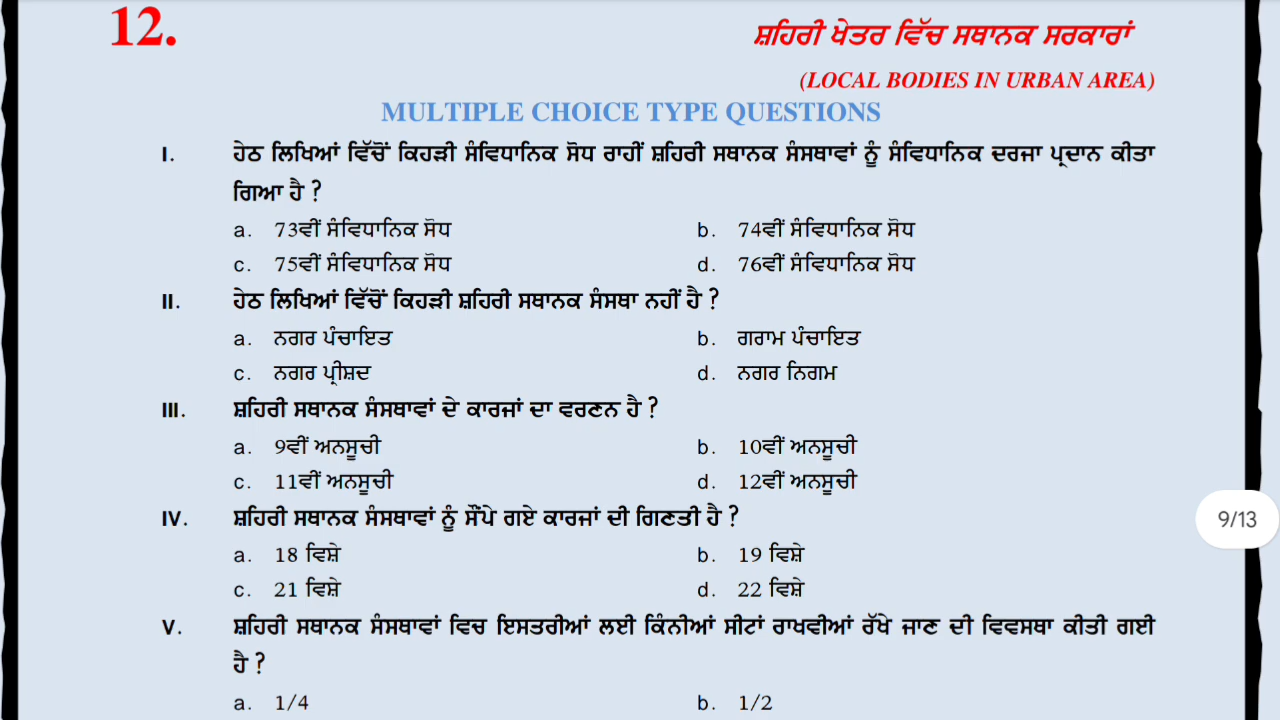 12.
ਸ਼ਹਿਰੀ ਖੇਤਰ ਵਿੱਚ ਸਥਾਨਕ ਸਰਕਾਰਾਂ
(LOCAL BODIES IN URBAN AREA)
MULTIPLE CHOICE TYPE QUESTIONS
I. ਹੇਠ ਲਿਖਿਆਂ ਵਿੱਚੋਂ ਕਿਹੜੀ ਸੰਵਿਧਾਨਿਕ ਸੋਧ ਰਾਹੀਂ ਸ਼ਹਿਰੀ ਸਥਾਨਕ ਸੰਸਥਾਵਾਂ ਨੂੰ ਸੰਵਿਧਾਨਿਕ ਦਰਜਾ ਪ੍ਰਦਾਨ ਕੀਤਾ
ਗਿਆ ਹੈ ?
a. 73ਵੀਂ ਸੰਵਿਧਾਨਿਕ ਸੋਧ b. 74ਵੀਂ ਸੰਵਿਧਾਨਿਕ ਸੋਧ
c. 75ਵੀਂ ਸੰਵਿਧਾਨਿਕ ਸੋਧ d. 76ਵੀਂ ਸੰਵਿਧਾਨਿਕ ਸੋਧ
II. ਹੇਠ ਲਿਖਿਆਂ ਵਿੱਚੋਂ ਕਿਹੜੀ ਸ਼ਹਿਰੀ ਸਥਾਨਕ ਸੰਸਥਾ ਨਹੀਂ ਹੈ ?
a. ਨਗਰ ਪੰਚਾਇਤ b. ਗਰਾਮ ਪੰਚਾਇਤ
c. ਨਗਰ ਪ੍ਰੀਸ਼ਦ d. ਨਗਰ ਨਿਗਮ
III. ਸ਼ਹਿਰੀ ਸਥਾਨਕ ਸੰਸਥਾਵਾਂ ਦੇ ਕਾਰਜਾਂ ਦਾ ਵਰਣਨ ਹੈ ?
a. 9ਵੀਂ ਅਨਸੂਚੀ b. 10ਵੀਂ ਅਨਸੂਚੀ
c. 11ਵੀਂ ਅਨਸੂਚੀ d. 12ਵੀਂ ਅਨਸੂਚੀ
IV. ਸ਼ਹਿਰੀ ਸਥਾਨਕ ਸੰਸਥਾਵਾਂ ਨੂੰ ਸੌਂਪੇ ਗਏ ਕਾਰਜਾਂ ਦੀ ਗਿਣਤੀ ਹੈ ?
a. 18 ਵਿਸ਼ੇ b. 19 ਵਿਸ਼ੇ
c. 21 ਵਿਸ਼ੇ d. 22 ਵਿਸ਼ੇ
9/13
V. ਸ਼ਹਿਰੀ ਸਥਾਨਕ ਸੰਸਥਾਵਾਂ ਵਿਚ ਇਸਤਰੀਆਂ ਲਈ ਕਿੰਨੀਆਂ ਸੀਟਾਂ ਰਾਖਵੀਆਂ ਰੱਖੇ ਜਾਣ ਦੀ ਵਿਵਸਥਾ ਕੀਤੀ ਗਈ
ਹੈ ?
a. 1/4 b. 1/2